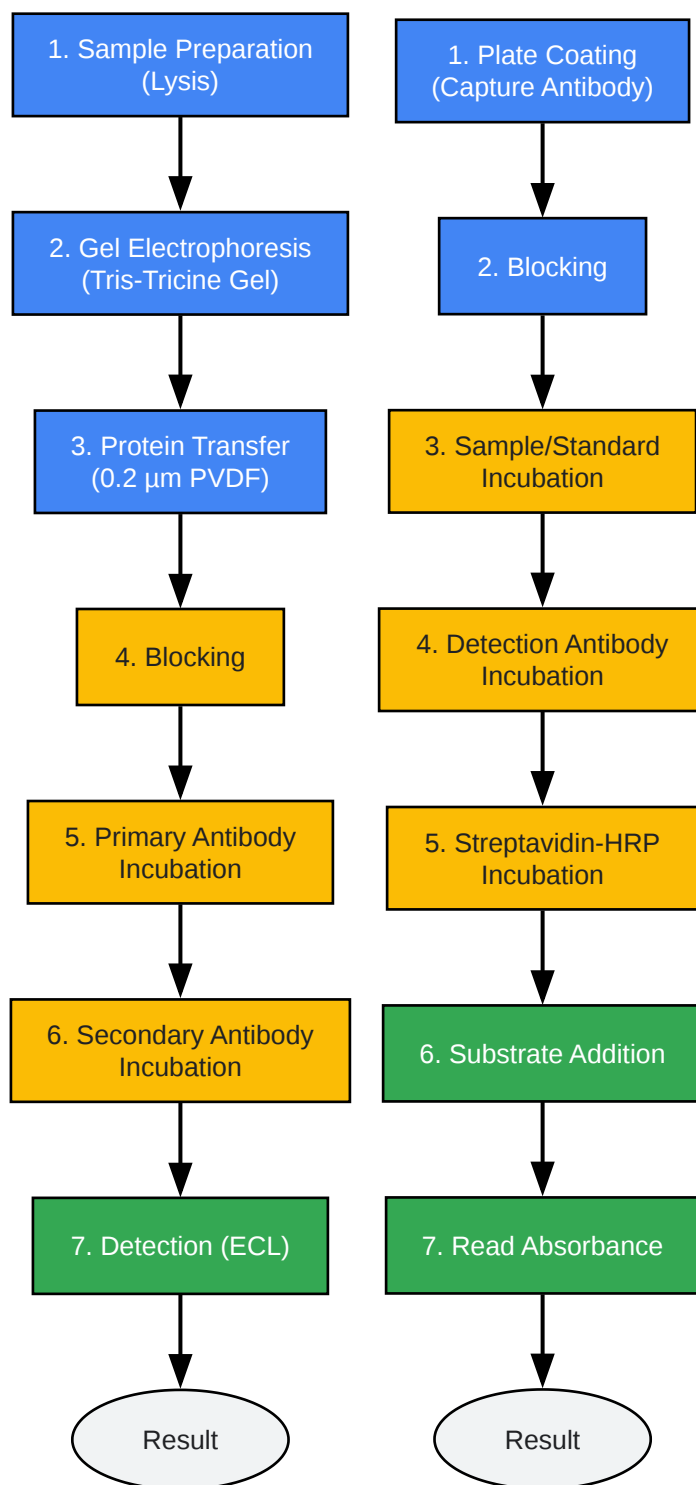 1. Sample Preparation
(Lysis)
2. Gel Electrophoresis
(Tris-Tricine Gel)
3. Protein Transfer
(0.2 µm PVDF)
4. Blocking
5. Primary Antibody
Incubation
6. Secondary Antibody
Incubation
7. Detection (ECL)
Result
1. Plate Coating
(Capture Antibody)
2. Blocking
3. Sample/Standard
Incubation
4. Detection Antibody
Incubation
5. Streptavidin-HRP
Incubation
6. Substrate Addition
7. Read Absorbance
Result